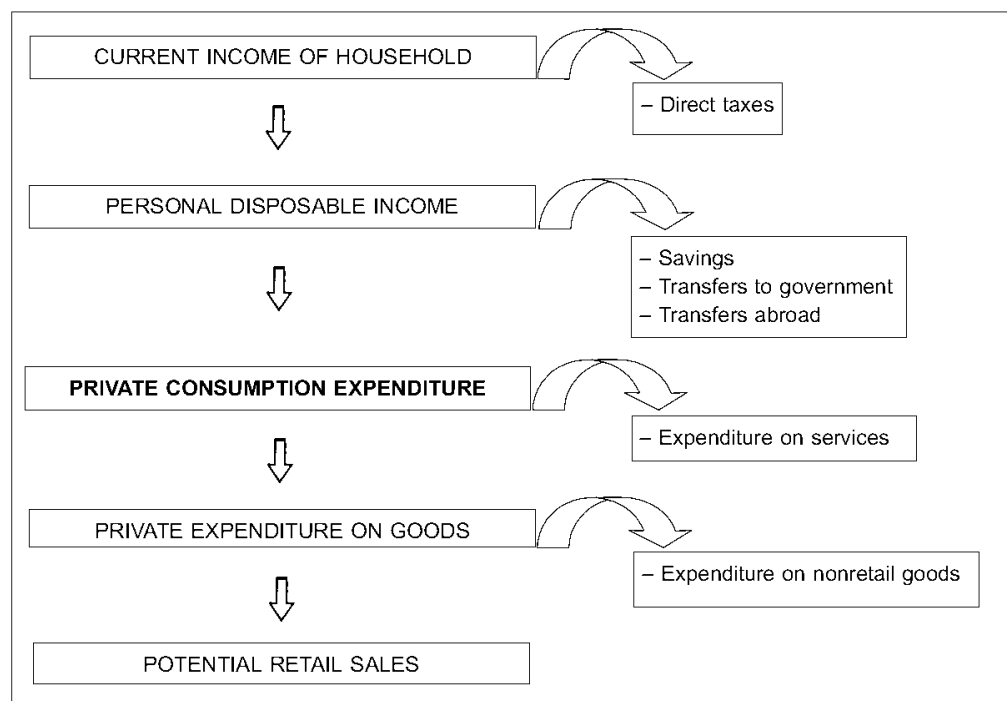 CURRENT INCOME OF HOUSEHOLD
– Direct taxes
PERSONAL DISPOSABLE INCOME
– Savings
– Transfers to government
– Transfers abroad
PRIVATE CONSUMPTION EXPENDITURE
– Expenditure on services
PRIVATE EXPENDITURE ON GOODS
– Expenditure on nonretail goods
POTENTIAL RETAIL SALES